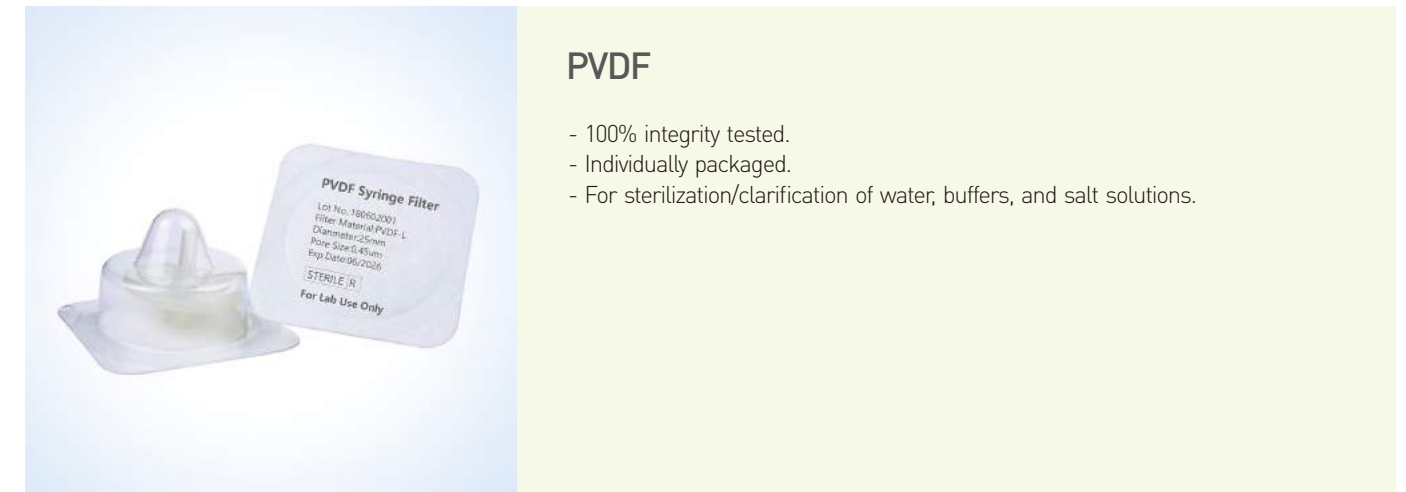 PVDF
- 100% integrity tested.
- Individually packaged.
- For sterilization/clarification of water, buffers, and salt solutions.
PVDF Syringe Filter
Lot No.:180602001
Filter Material:PVDF-L
Dianmeter:25mm
Pore Size:0.45um
Exp.Date:06/2026
STERILE R
For Lab Use Only